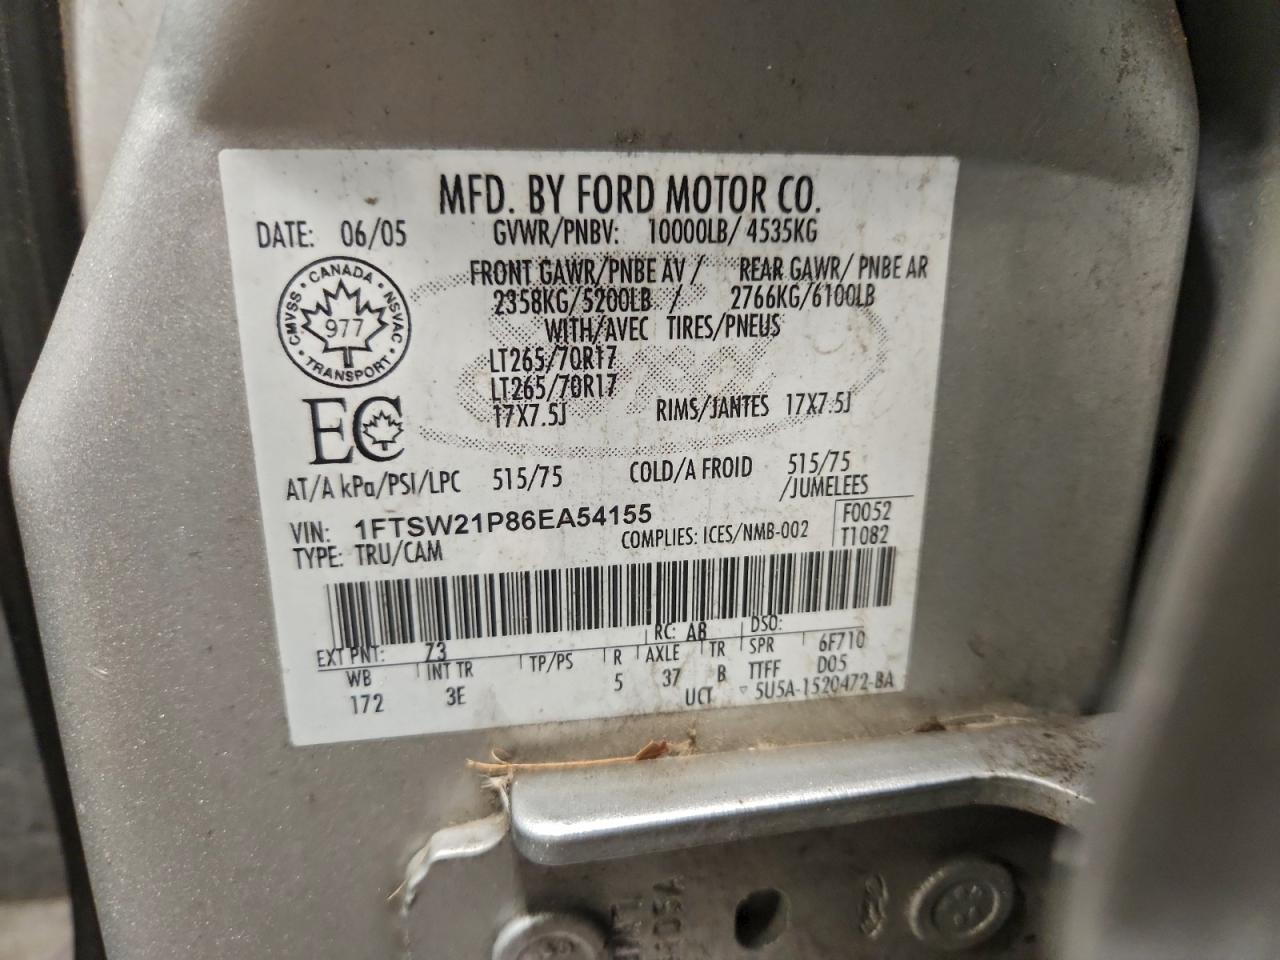 MFD. BY FORD MOTOR CO.
DATE: 06/05 GVWR/PNBV: 10000LB/ 4535KG
FRONT GAWR/PNBE AV / REAR GAWR/ PNBE AR
2358KG/5200LB / 2766KG/6100LB
WITH/AVEC TIRES/PNEUS
LT265/70R17
LT265/70R17
17X7.5J RIMS/JANTES 17X7.5J
CANADA
CMVSS NSVAC
977
TRANSPORT
EC
AT/A kPa/PSI/LPC 515/75 COLD/A FROID 515/75
/JUMELEES
VIN: 1FTSW21P86EA54155 F0052
TYPE: TRU/CAM COMPLIES: ICES/NMB-002 T1082
RC: AB DSO:
EXT PNT: Z3 6F710
WB INT TR TP/PS R AXLE TR SPR
172 3E 5 37 B TTFF D05
UCT ▽ 5U5A-1520472-BA